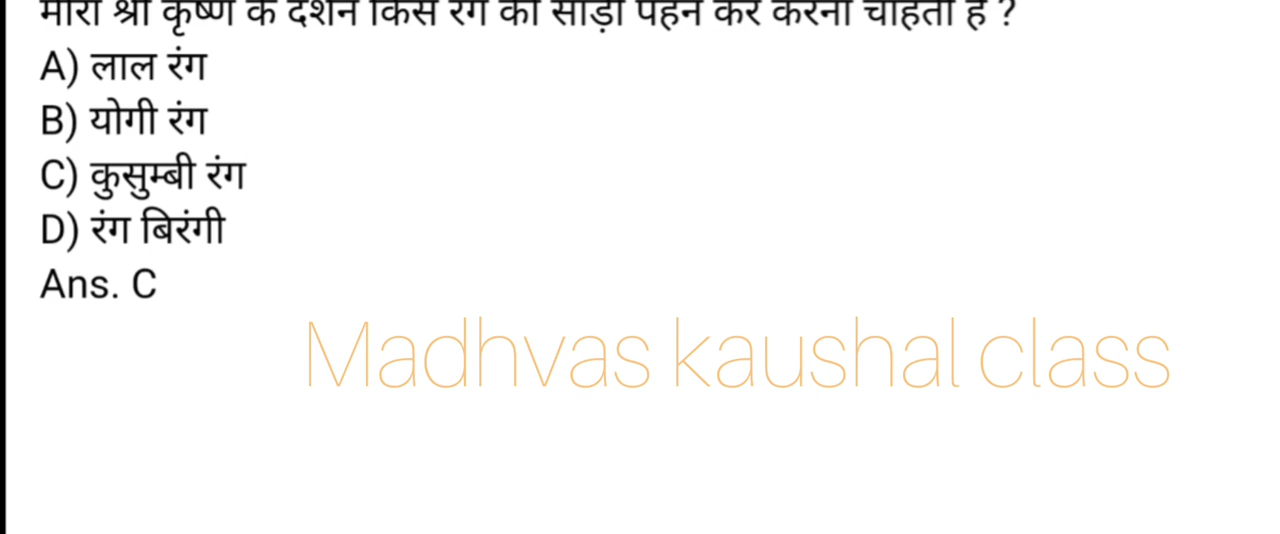 मीरा श्री कृष्ण के दर्शन किस रंग की साड़ी पहन कर करना चाहती है ?
A) लाल रंग
B) योगी रंग
C) कुसुम्बी रंग
D) रंग बिरंगी
Ans. C
Madhvas kaushal class